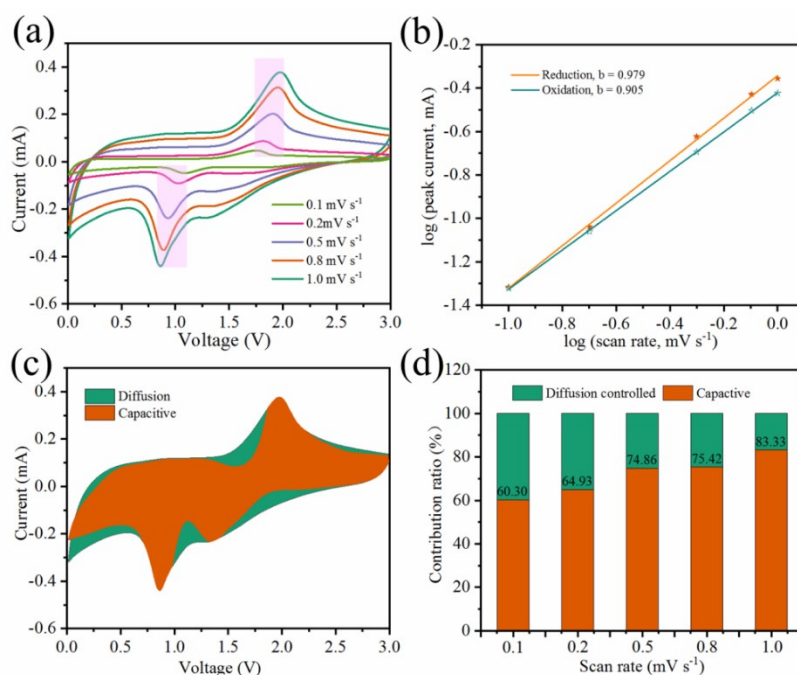 (a)
Current (mA)
0.4
0.2
0.0
-0.2
-0.4
-0.6
0.1 mV s⁻¹
0.2mV s⁻¹
0.5 mV s⁻¹
0.8 mV s⁻¹
1.0 mV s⁻¹
0.0 0.5 1.0 1.5 2.0 2.5 3.0
Voltage (V)
(b)
log (peak current, mA)
-0.2
-0.4
-0.6
-0.8
-1.0
-1.2
-1.4
Reduction, b = 0.979
Oxidation, b = 0.905
-1.0 -0.8 -0.6 -0.4 -0.2 0.0
log (scan rate, mV s⁻¹)
(c)
Current (mA)
0.4
0.2
0.0
-0.2
-0.4
-0.6
Diffusion
Capacitive
0.0 0.5 1.0 1.5 2.0 2.5 3.0
Voltage (V)
(d)
Contribution ratio (%)
120
100
80
60
40
20
0
Diffusion controlled Capactive
60.30 64.93 74.86 75.42 83.33
0.1 0.2 0.5 0.8 1.0
Scan rate (mV s⁻¹)